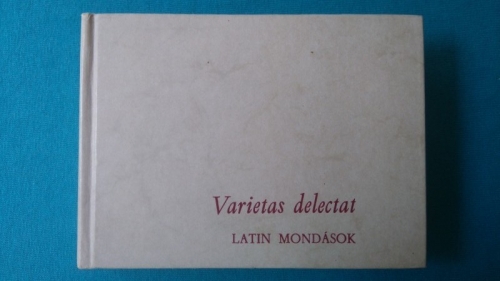 Varietas delectat
LATIN MONDÁSOK